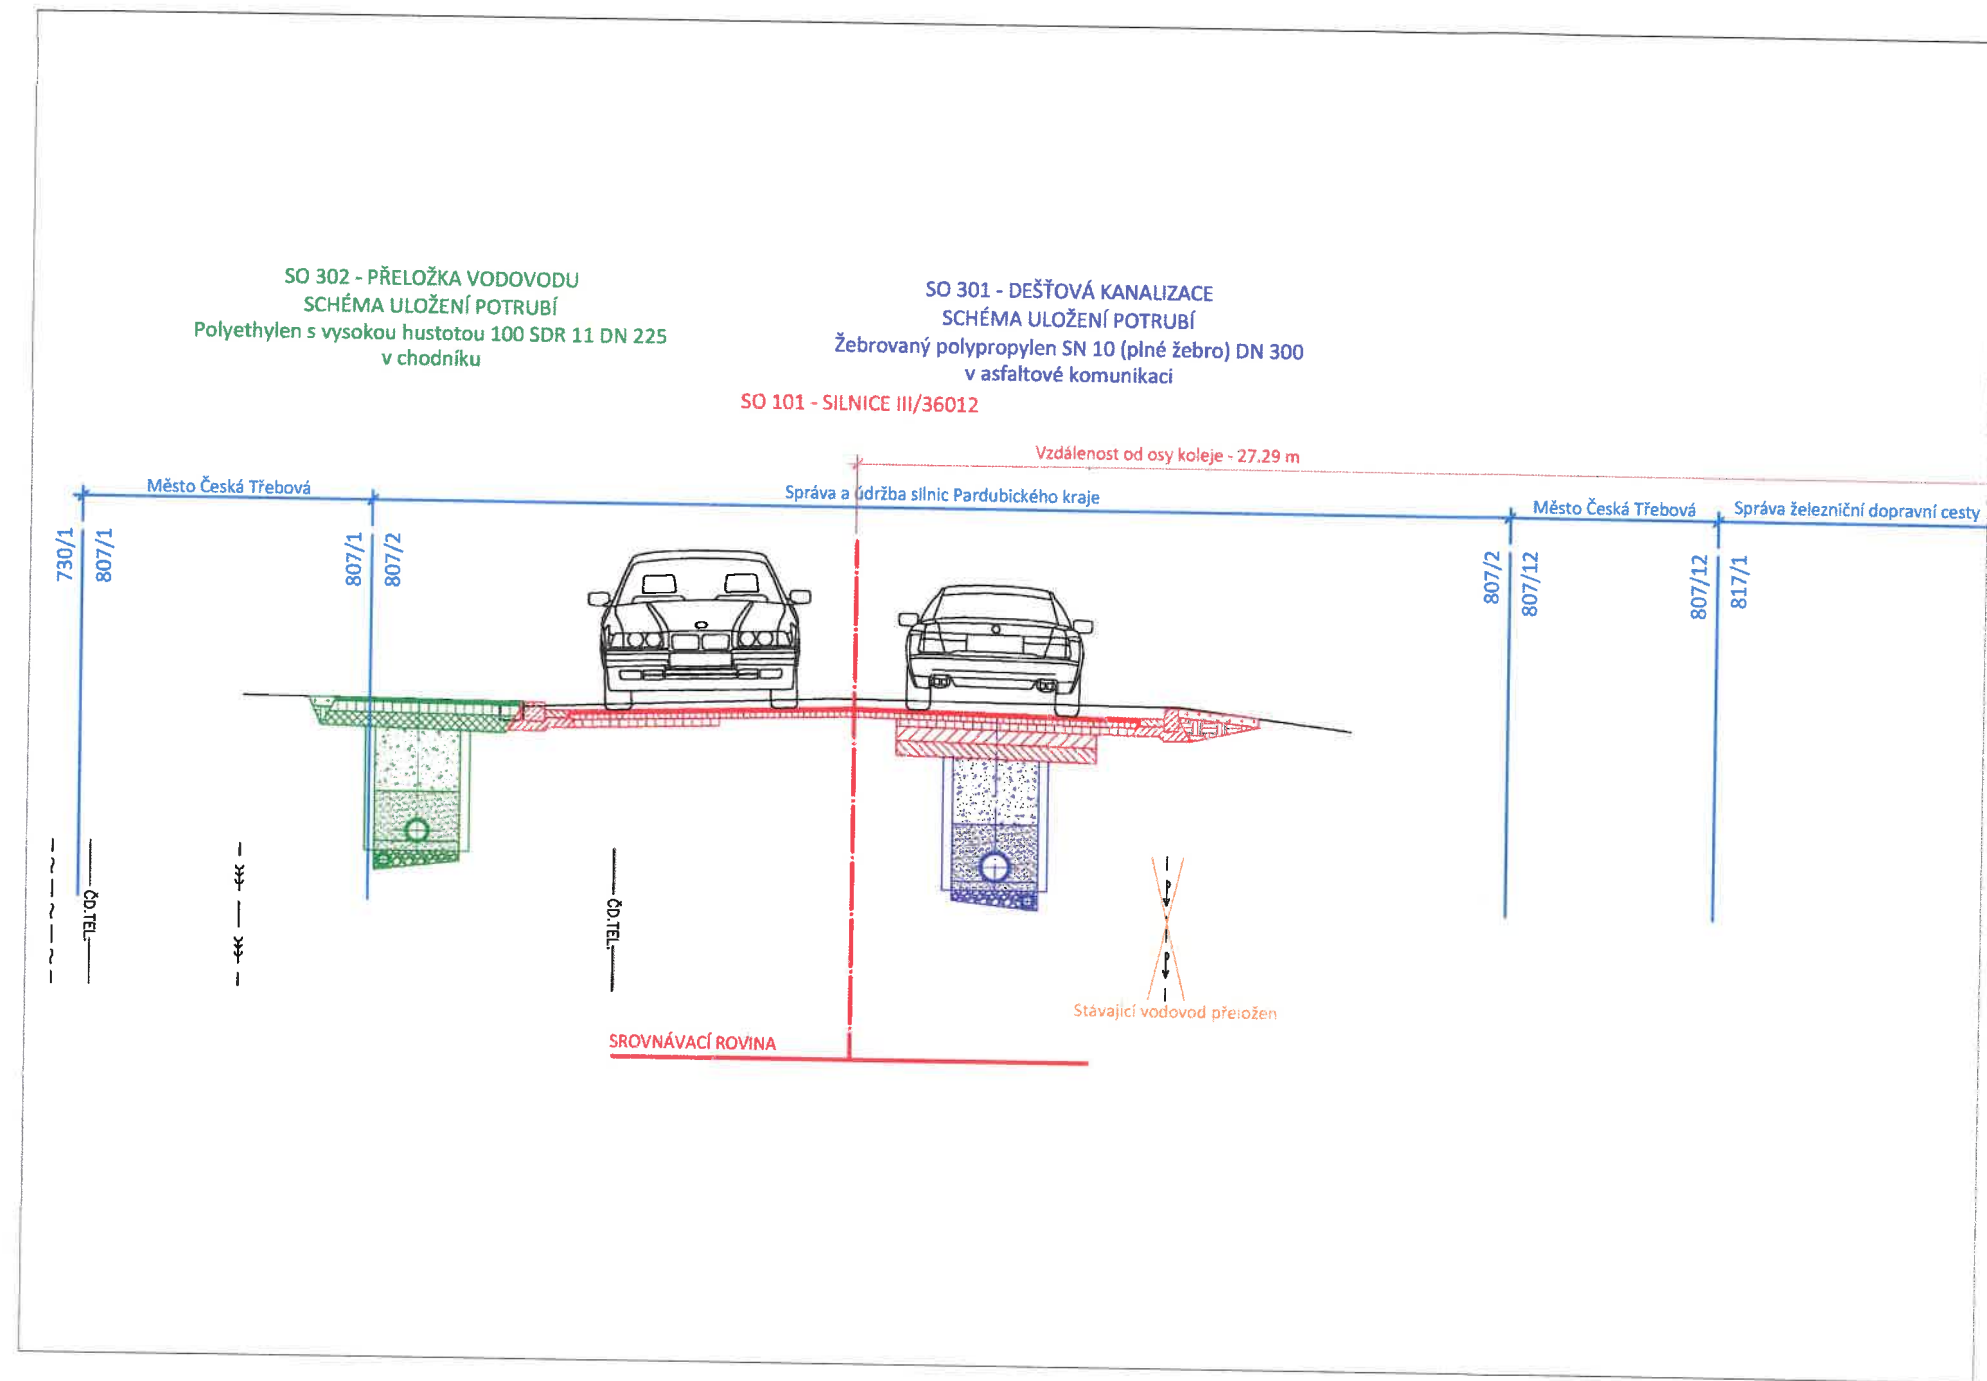 SO 302 - PŘELOŽKA VODOVODU
SCHÉMA ULOŽENÍ POTRUBÍ
Polyethylen s vysokou hustotou 100 SDR 11 DN 225
v chodníku
SO 301 - DEŠŤOVÁ KANALIZACE
SCHÉMA ULOŽENÍ POTRUBÍ
Žebrovaný polypropylen SN 10 (plné žebro) DN 300
v asfaltové komunikaci
SO 101 - SILNICE III/36012
Vzdálenost od osy koleje - 27.29 m
Město Česká Třebová
Správa a údržba silnic Pardubického kraje
Město Česká Třebová
Správa železniční dopravní cesty
730/1
807/1
807/1
807/2
807/2
807/12
807/12
817/1
ČD.TEL.
ČD.TEL.
Stávající vodovod přeložen
SROVNÁVACÍ ROVINA